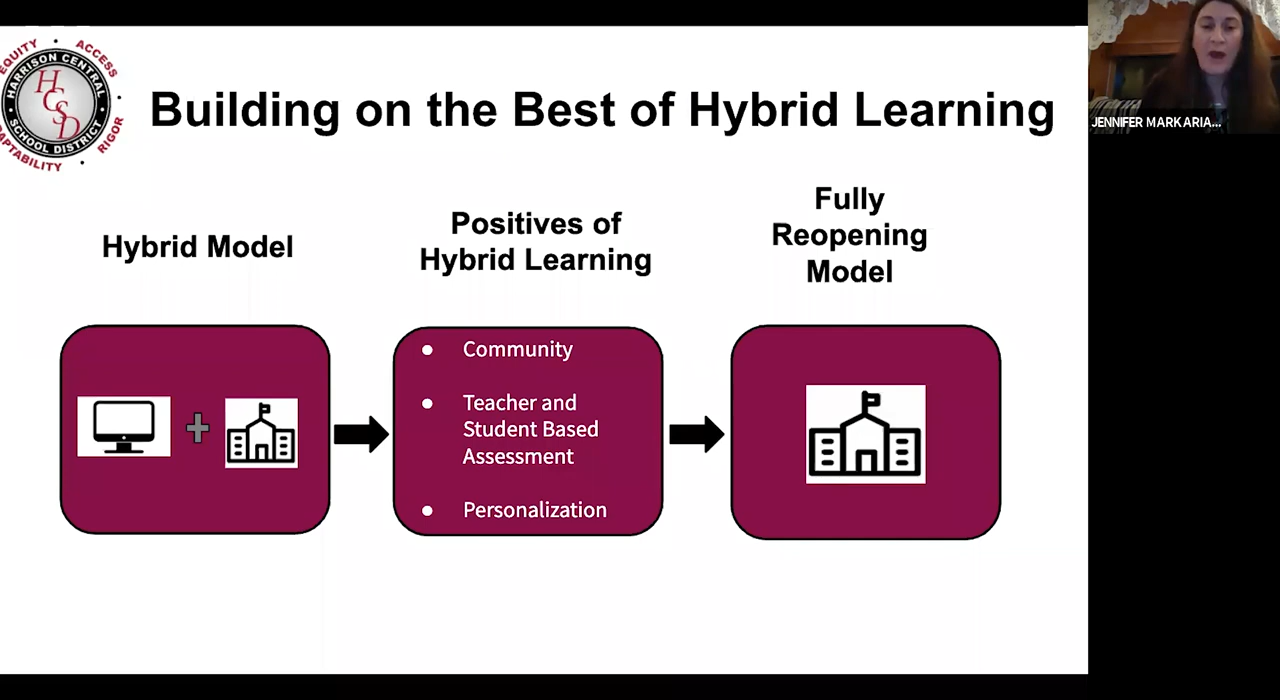 EQUITY • ACCESS
HARRISON CENTRAL
HCSD
SCHOOL DISTRICT
• RIGOR
Building on the Best of Hybrid Learning
JENNIFER MARKARIA...
Hybrid Model
Positives of
Hybrid Learning
Fully
Reopening
Model
● Community
● Teacher and
Student Based
Assessment
● Personalization